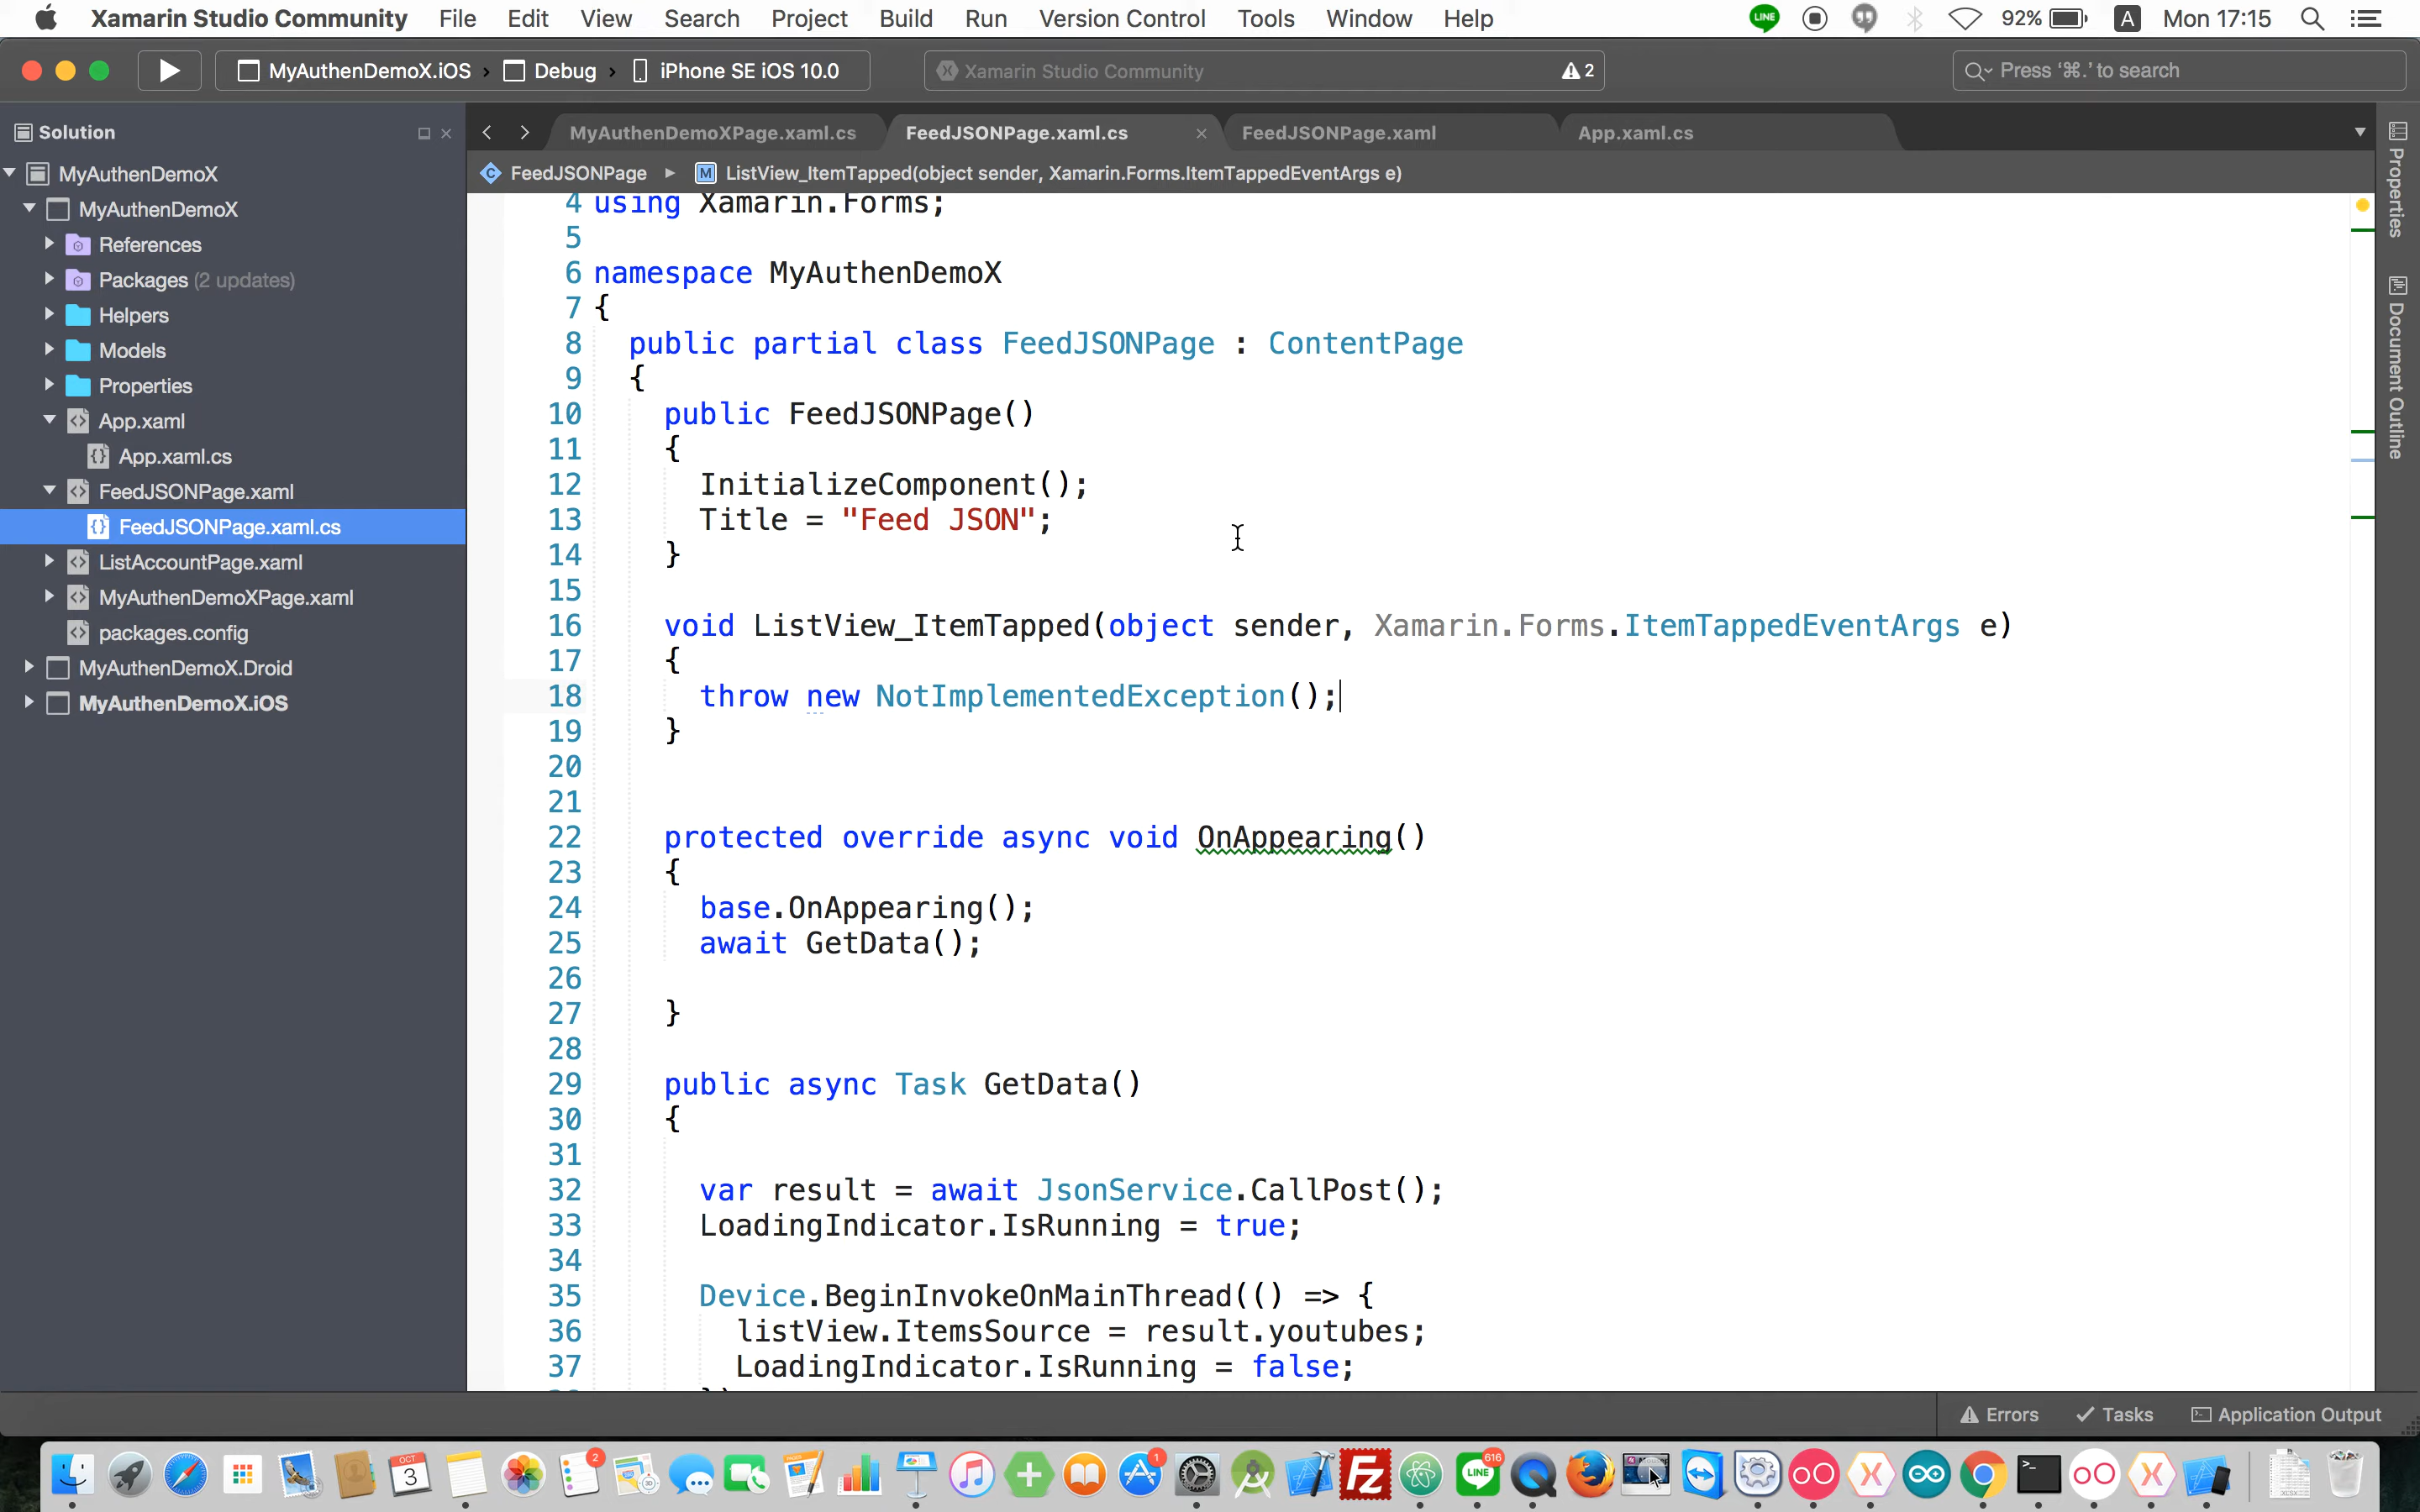 Xamarin Studio Community File Edit View Search Project Build Run Version Control Tools Window Help LINE 92% A Mon 17:15
MyAuthenDemoX.iOS › Debug › iPhone SE iOS 10.0 Xamarin Studio Community 2 Press '⌘.' to search
Solution
MyAuthenDemoX
MyAuthenDemoX
References
Packages (2 updates)
Helpers
Models
Properties
App.xaml
App.xaml.cs
FeedJSONPage.xaml
FeedJSONPage.xaml.cs
ListAccountPage.xaml
MyAuthenDemoXPage.xaml
packages.config
MyAuthenDemoX.Droid
MyAuthenDemoX.iOS
MyAuthenDemoXPage.xaml.cs FeedJSONPage.xaml.cs FeedJSONPage.xaml App.xaml.cs
C FeedJSONPage M ListView_ItemTapped(object sender, Xamarin.Forms.ItemTappedEventArgs e)
4 using Xamarin.Forms;
5
6 namespace MyAuthenDemoX
7 {
8 public partial class FeedJSONPage : ContentPage
9 {
10 public FeedJSONPage()
11 {
12 InitializeComponent();
13 Title = "Feed JSON";
14 }
15
16 void ListView_ItemTapped(object sender, Xamarin.Forms.ItemTappedEventArgs e)
17 {
18 throw new NotImplementedException();
19 }
20
21
22 protected override async void OnAppearing()
23 {
24 base.OnAppearing();
25 await GetData();
26
27 }
28
29 public async Task GetData()
30 {
31
32 var result = await JsonService.CallPost();
33 LoadingIndicator.IsRunning = true;
34
35 Device.BeginInvokeOnMainThread(() => {
36 listView.ItemsSource = result.youtubes;
37 LoadingIndicator.IsRunning = false;
Properties
Document Outline
Errors Tasks Application Output
OCT 3
2
1
Fz
LINE 616
XLSX